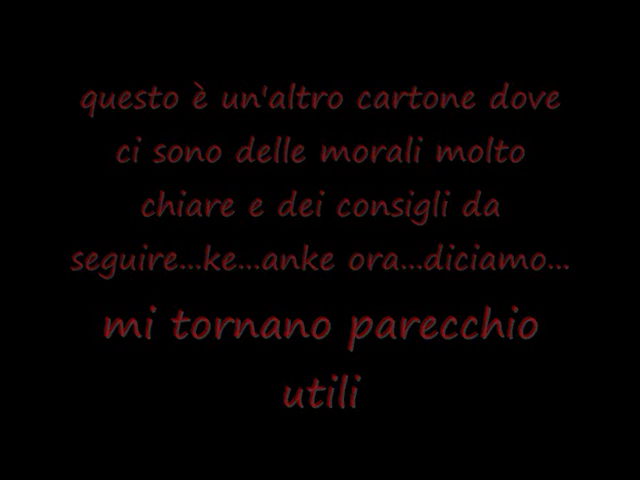 questo è un'altro cartone dove
ci sono delle morali molto
chiare e dei consigli da
seguire...ke...anke ora...diciamo...
mi tornano parecchio
utili